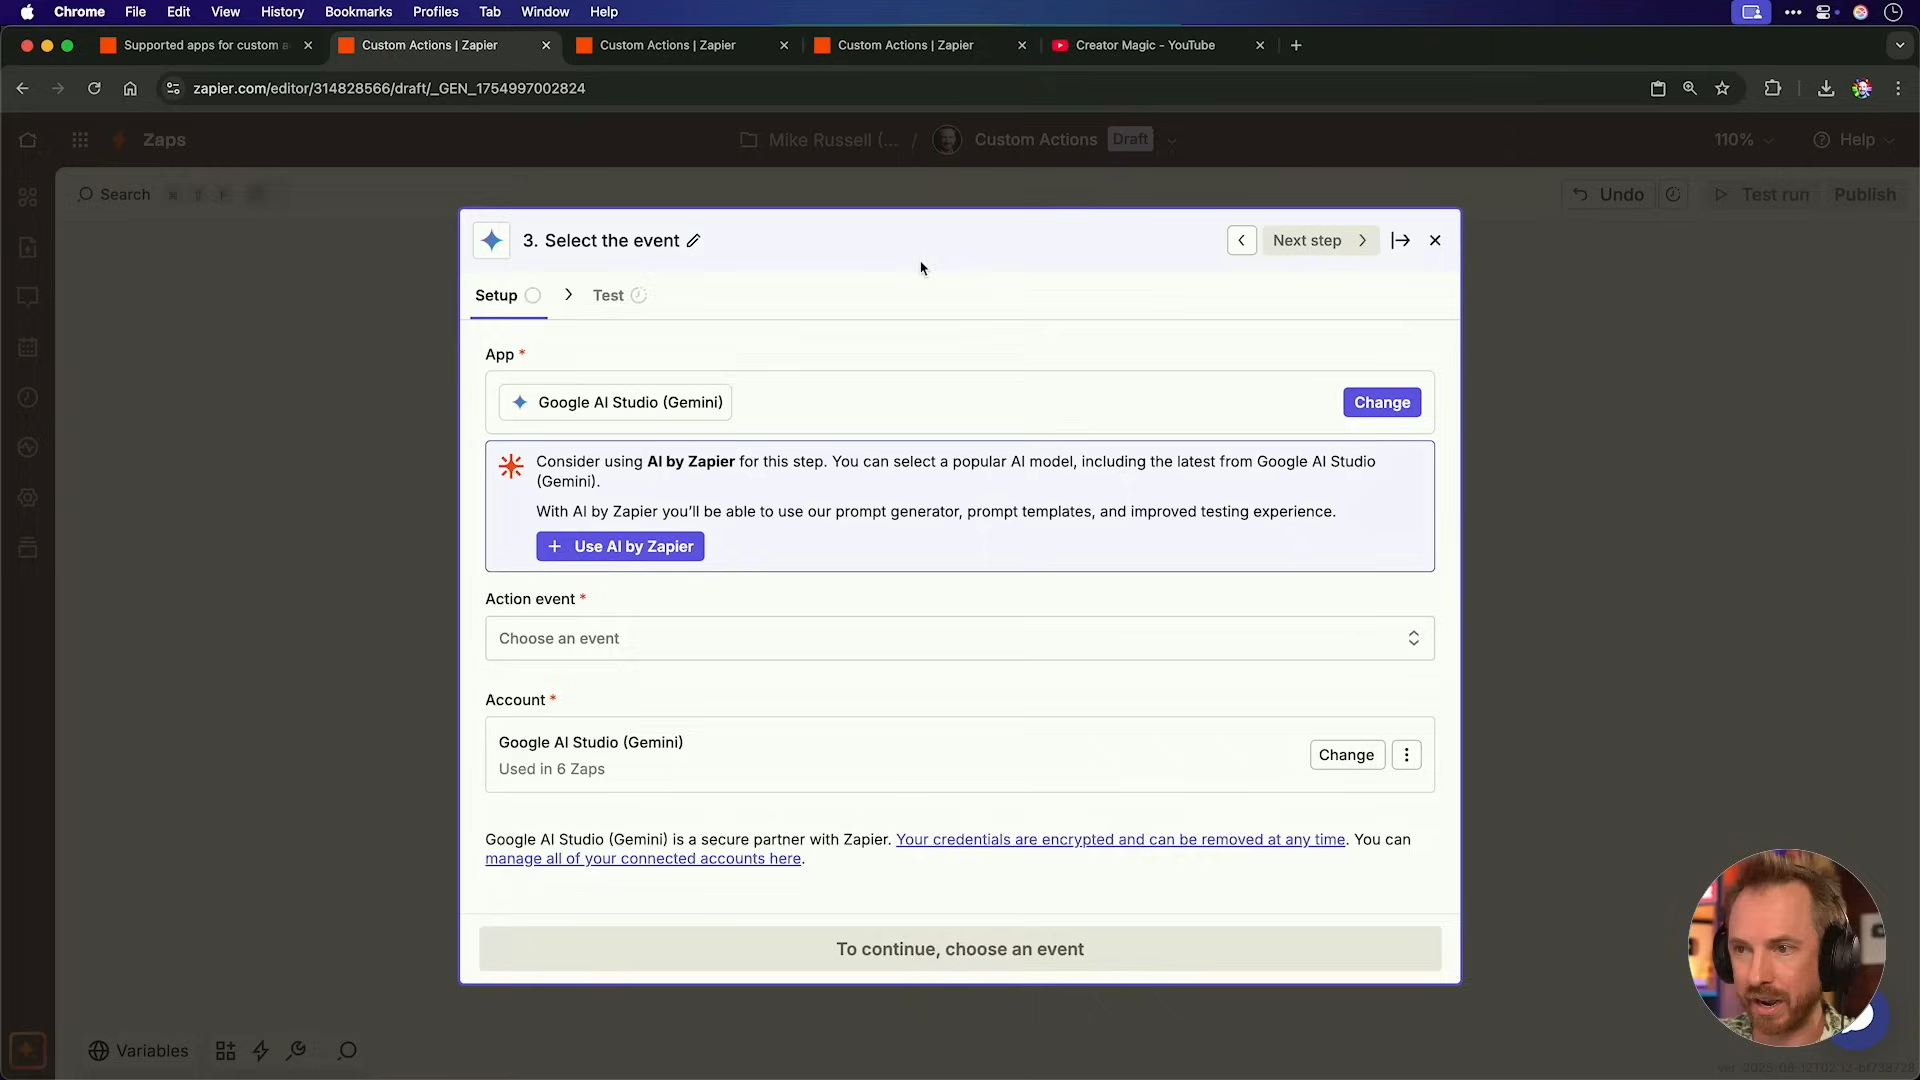 Chrome File Edit View History Bookmarks Profiles Tab Window Help
Supported apps for custom a
Custom Actions | Zapier
Custom Actions | Zapier
Custom Actions | Zapier
Creator Magic - YouTube
zapier.com/editor/314828566/draft/_GEN_1754997002824
Zaps
Mike Russell (... / Custom Actions Draft
110%
Help
Search
Undo
Test run
Publish
3. Select the event
Next step
Setup
Test
App *
Google AI Studio (Gemini)
Change
Consider using AI by Zapier for this step. You can select a popular AI model, including the latest from Google AI Studio
(Gemini).
With AI by Zapier you'll be able to use our prompt generator, prompt templates, and improved testing experience.
+ Use AI by Zapier
Action event *
Choose an event
Account *
Google AI Studio (Gemini)
Used in 6 Zaps
Change
Google AI Studio (Gemini) is a secure partner with Zapier. Your credentials are encrypted and can be removed at any time. You can
manage all of your connected accounts here.
To continue, choose an event
Variables